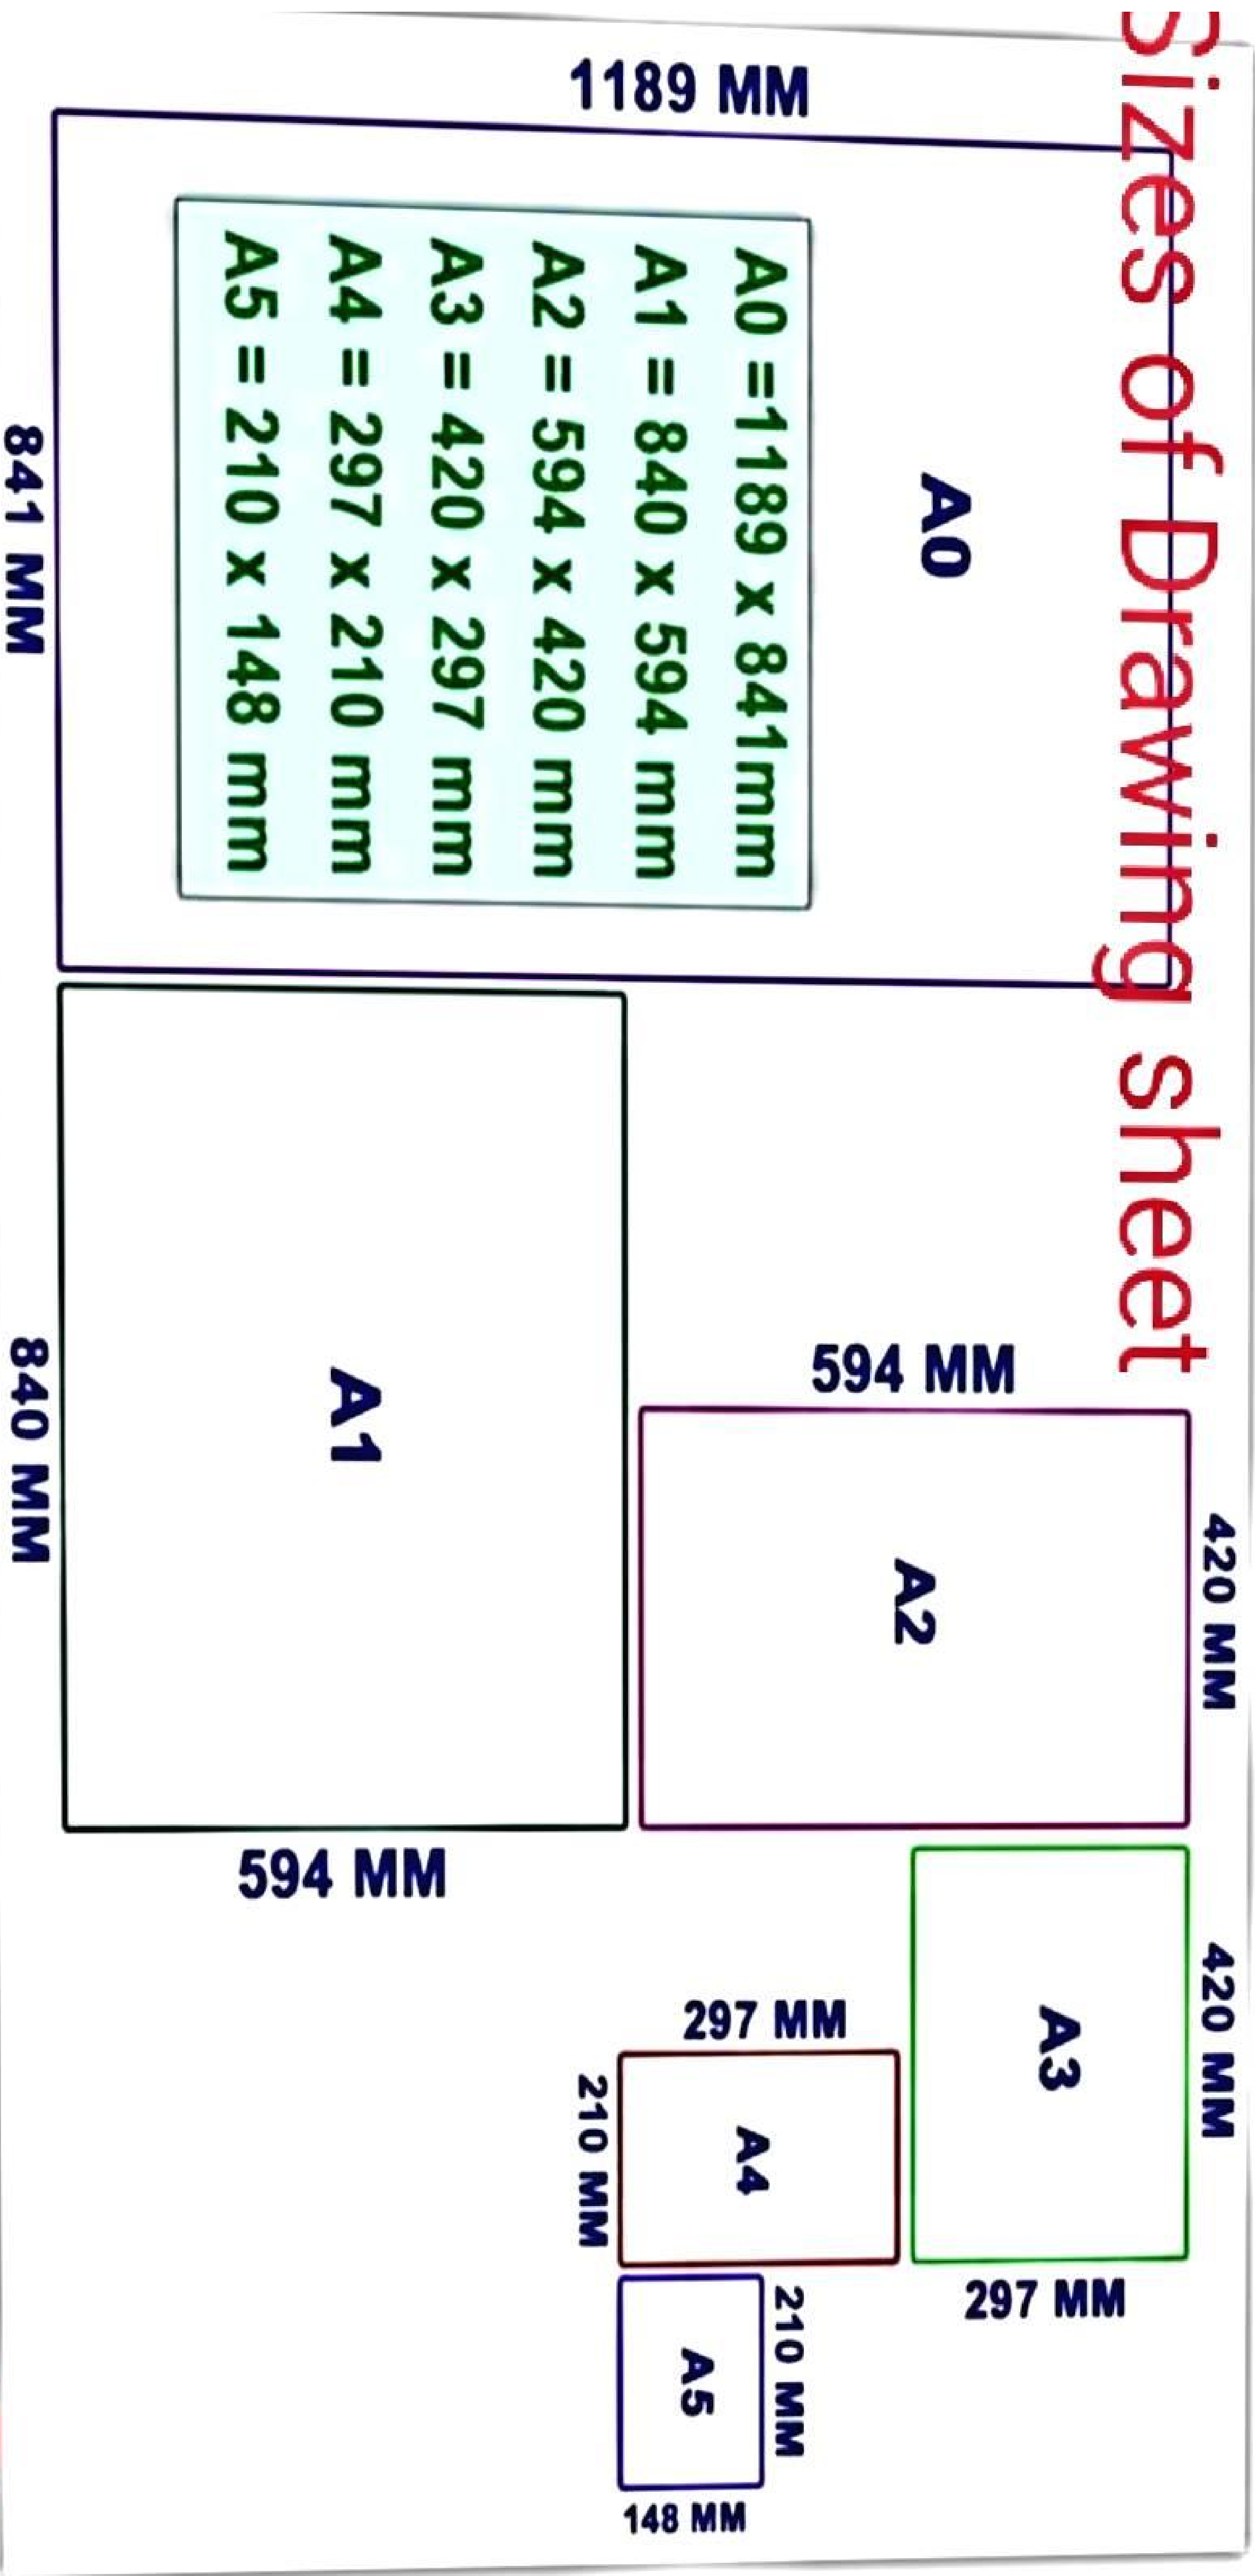 Sizes of Drawing sheet
1189 MM
A0
A0 =1189 x 841mm
A1 = 840 x 594 mm
A2 = 594 x 420 mm
A3 = 420 x 297 mm
A4 = 297 x 210 mm
A5 = 210 x 148 mm
841 MM
A1
840 MM
594 MM
594 MM
420 MM
A2
420 MM
A3
297 MM
297 MM
A4
210 MM
210 MM
A5
148 MM